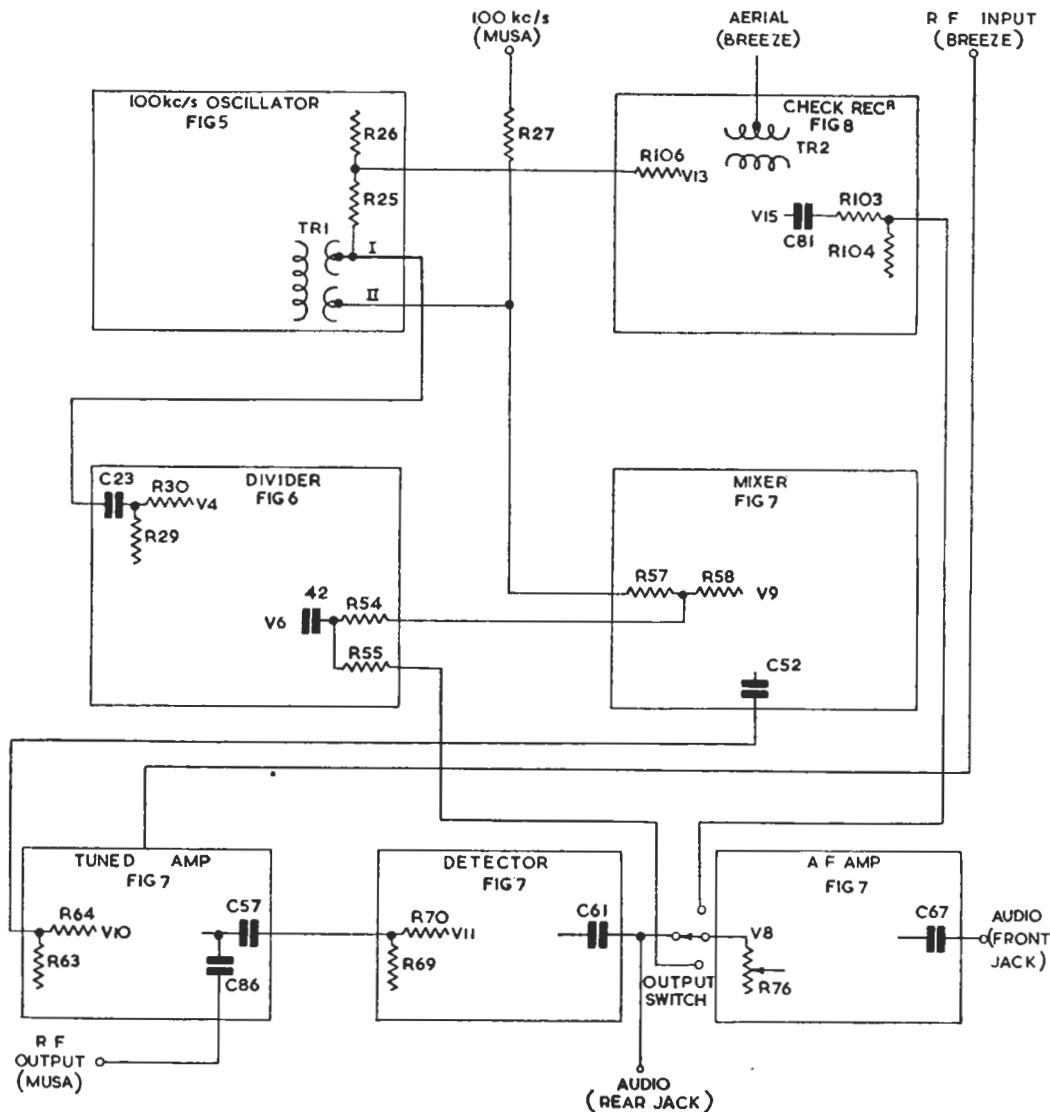 100 kc/s
(MUSA)
AERIAL
(BREEZE)
R F INPUT
(BREEZE)
100kc/s OSCILLATOR
FIG 5
R26
R25
TR1
I
II
R27
CHECK RECR
FIG 8
TR2
R106
V13
V15
C81
R103
R104
C23
R30
V4
R29
DIVIDER
FIG 6
42
V6
R54
R55
MIXER
FIG 7
R57
R58
V9
C52
TUNED AMP
FIG 7
R64
V10
R63
C57
C86
R F
OUTPUT
(MUSA)
DETECTOR
FIG 7
R70
V11
R69
C61
OUTPUT
SWITCH
AUDIO
(REAR JACK)
A F AMP
FIG 7
V8
R76
C67
AUDIO
(FRONT
JACK)